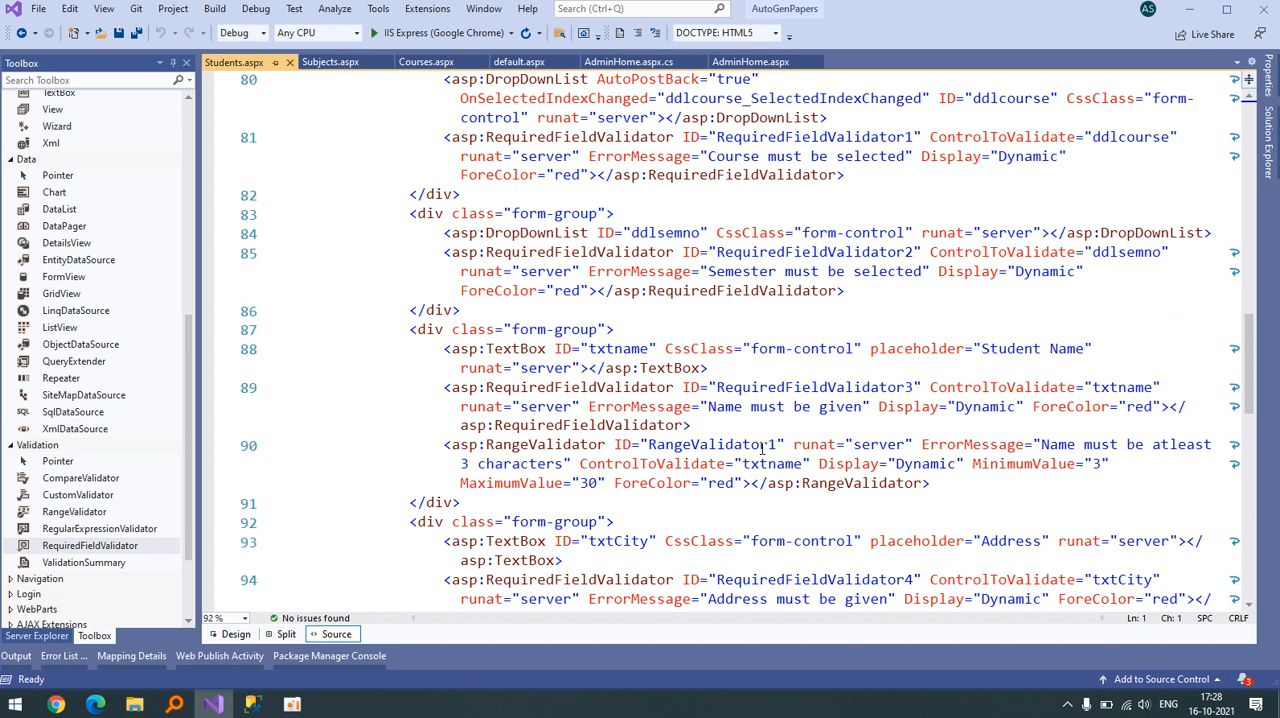 File Edit View Git Project Build Debug Test Analyze Tools Extensions Window Help Search (Ctrl+Q) AutoGenPapers AS
Debug Any CPU IIS Express (Google Chrome) DOCTYPE: HTML5 Live Share
Toolbox
Search Toolbox
TextBox
View
Wizard
Xml
Data
Pointer
Chart
DataList
DataPager
DetailsView
EntityDataSource
FormView
GridView
LinqDataSource
ListView
ObjectDataSource
QueryExtender
Repeater
SiteMapDataSource
SqlDataSource
XmlDataSource
Validation
Pointer
CompareValidator
CustomValidator
RangeValidator
RegularExpressionValidator
RequiredFieldValidator
ValidationSummary
Navigation
Login
WebParts
AJAX Extensions
Server Explorer Toolbox
Students.aspx Subjects.aspx Courses.aspx default.aspx AdminHome.aspx.cs AdminHome.aspx
80 <asp:DropDownList AutoPostBack="true"
OnSelectedIndexChanged="ddlcourse_SelectedIndexChanged" ID="ddlcourse" CssClass="form-
control" runat="server"></asp:DropDownList>
81 <asp:RequiredFieldValidator ID="RequiredFieldValidator1" ControlToValidate="ddlcourse"
runat="server" ErrorMessage="Course must be selected" Display="Dynamic"
ForeColor="red"></asp:RequiredFieldValidator>
82 </div>
83 <div class="form-group">
84 <asp:DropDownList ID="ddlsemno" CssClass="form-control" runat="server"></asp:DropDownList>
85 <asp:RequiredFieldValidator ID="RequiredFieldValidator2" ControlToValidate="ddlsemno"
runat="server" ErrorMessage="Semester must be selected" Display="Dynamic"
ForeColor="red"></asp:RequiredFieldValidator>
86 </div>
87 <div class="form-group">
88 <asp:TextBox ID="txtname" CssClass="form-control" placeholder="Student Name"
runat="server"></asp:TextBox>
89 <asp:RequiredFieldValidator ID="RequiredFieldValidator3" ControlToValidate="txtname"
runat="server" ErrorMessage="Name must be given" Display="Dynamic" ForeColor="red"></
asp:RequiredFieldValidator>
90 <asp:RangeValidator ID="RangeValidator1" runat="server" ErrorMessage="Name must be atleast
3 characters" ControlToValidate="txtname" Display="Dynamic" MinimumValue="3"
MaximumValue="30" ForeColor="red"></asp:RangeValidator>
91 </div>
92 <div class="form-group">
93 <asp:TextBox ID="txtCity" CssClass="form-control" placeholder="Address" runat="server"></
asp:TextBox>
94 <asp:RequiredFieldValidator ID="RequiredFieldValidator4" ControlToValidate="txtCity"
runat="server" ErrorMessage="Address must be given" Display="Dynamic" ForeColor="red"></
92 % No issues found Ln: 1 Ch: 1 SPC CRLF
Design Split Source
Properties
Solution Explorer
Output Error List ... Mapping Details Web Publish Activity Package Manager Console
Ready Add to Source Control 3
ENG 17:28
16-10-2021